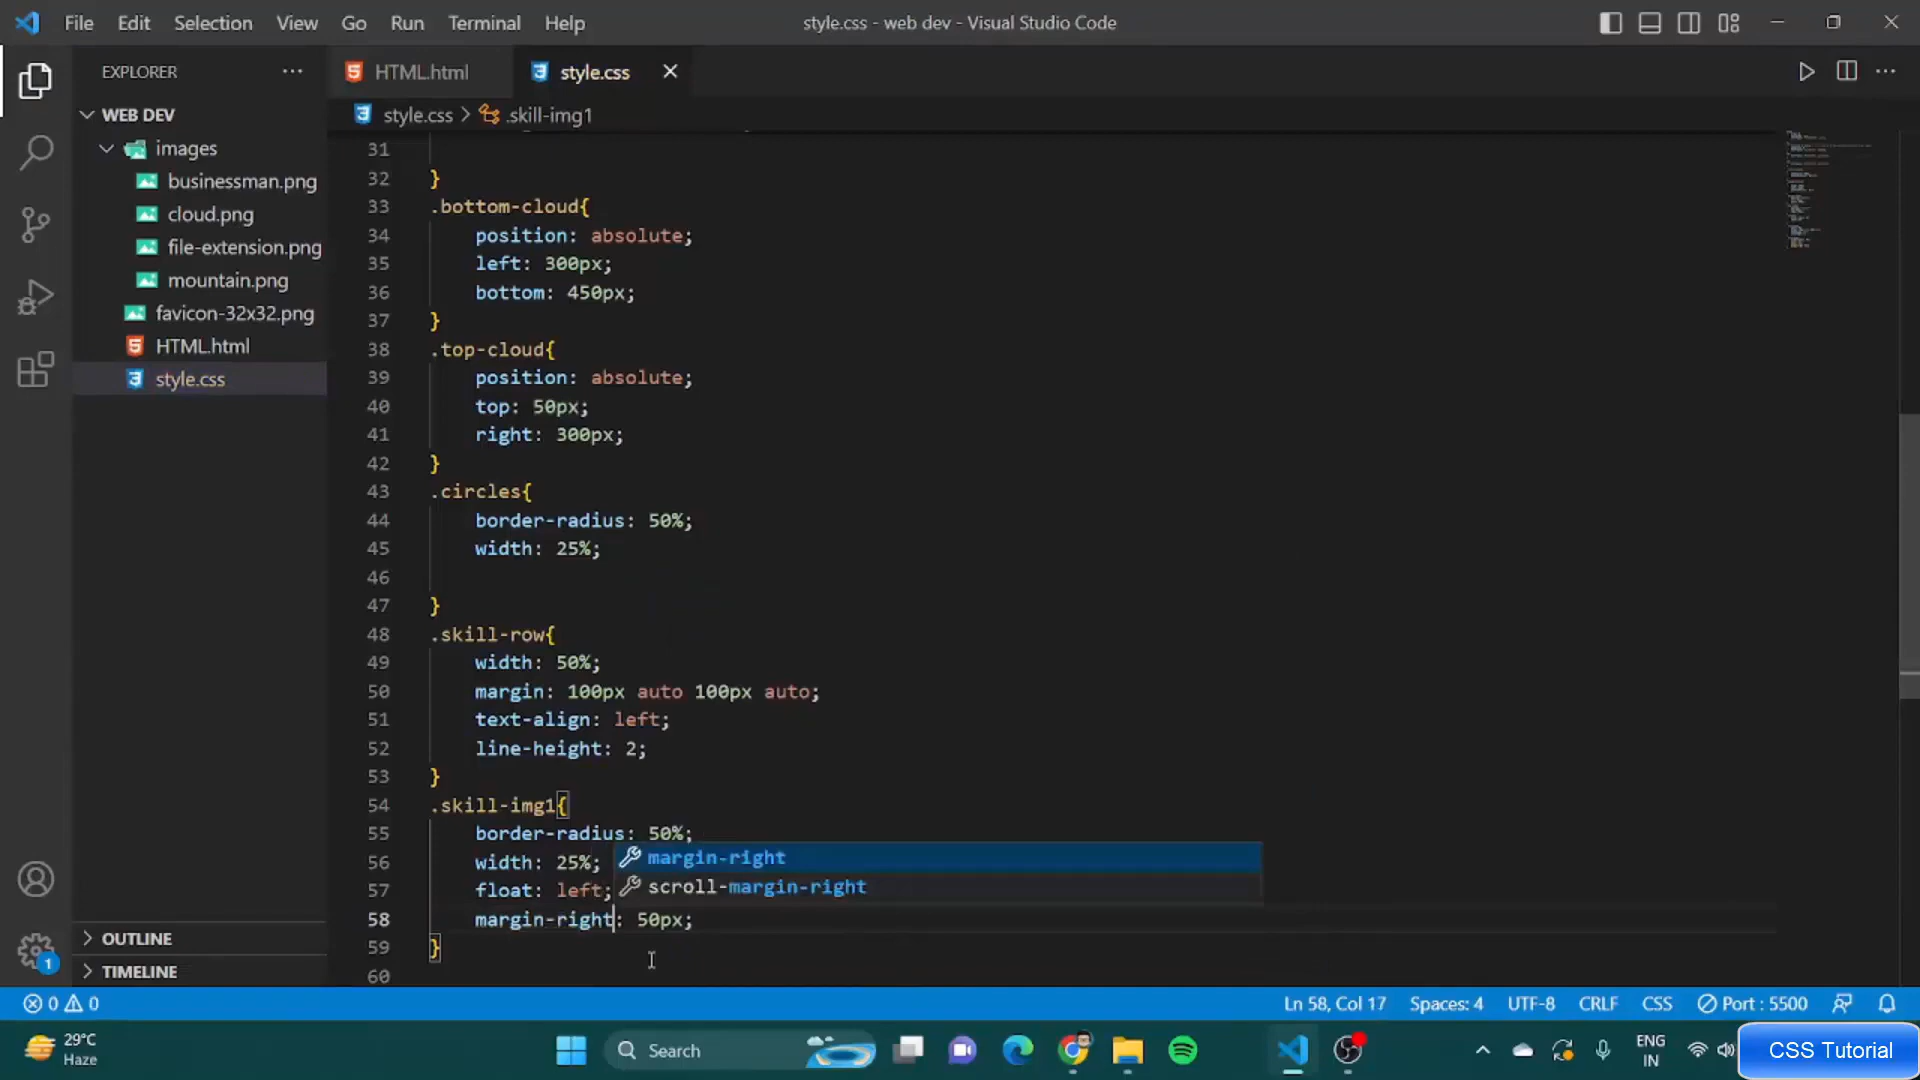 File Edit Selection View Go Run Terminal Help style.css - web dev - Visual Studio Code
EXPLORER
HTML.html style.css
WEB DEV
style.css > .skill-img1
images
businessman.png
cloud.png
file-extension.png
mountain.png
favicon-32x32.png
HTML.html
style.css
31
32 }
33 .bottom-cloud{
34 position: absolute;
35 left: 300px;
36 bottom: 450px;
37 }
38 .top-cloud{
39 position: absolute;
40 top: 50px;
41 right: 300px;
42 }
43 .circles{
44 border-radius: 50%;
45 width: 25%;
46
47 }
48 .skill-row{
49 width: 50%;
50 margin: 100px auto 100px auto;
51 text-align: left;
52 line-height: 2;
53 }
54 .skill-img1{
55 border-radius: 50%;
56 width: 25%;
margin-right
57 float: left;
scroll-margin-right
58 margin-right: 50px;
59 }
60
OUTLINE
TIMELINE
1
0 0 Ln 58, Col 17 Spaces: 4 UTF-8 CRLF CSS Port : 5500
29°C
Haze
Search
ENG
IN
CSS Tutorial